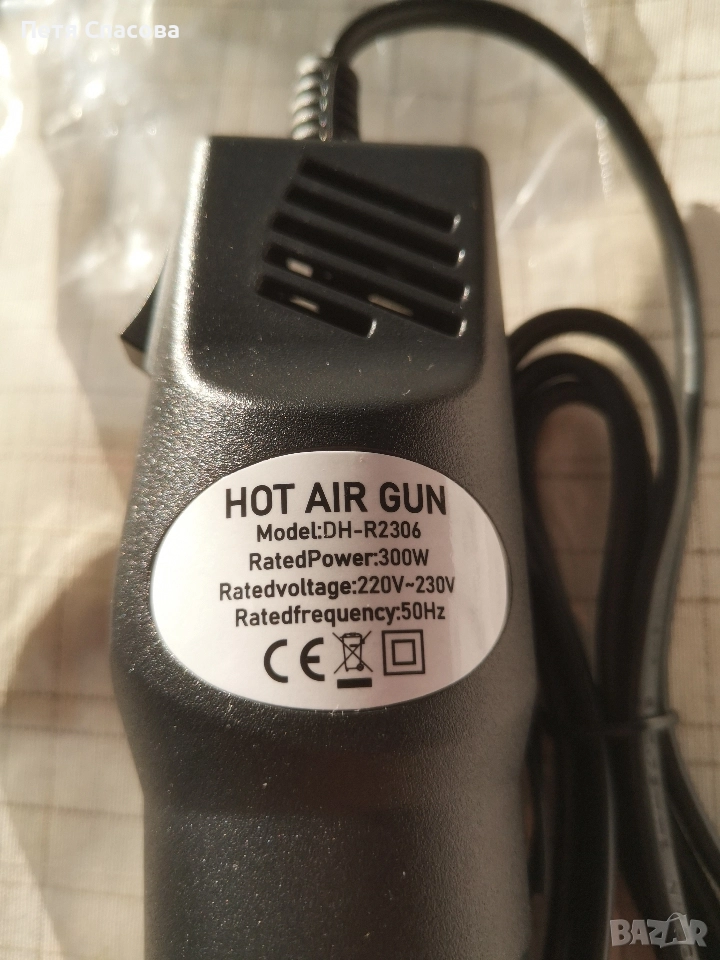 Петя Спасова
HOT AIR GUN
Model:DH-R2306
RatedPower:300W
Ratedvoltage:220V~230V
Ratedfrequency:50Hz
CE
BAZAR